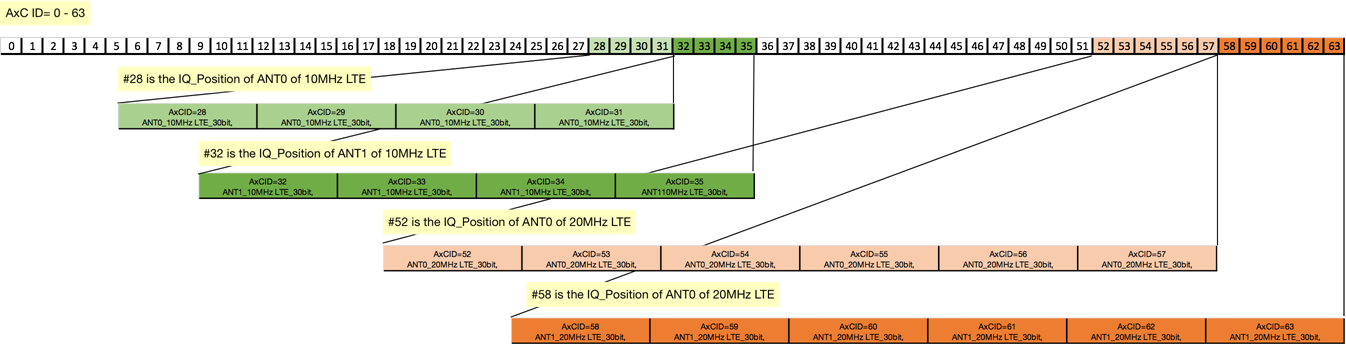 AxC ID= 0 - 63
0 1 2 3 4 5 6 7 8 9 10 11 12 13 14 15 16 17 18 19 20 21 22 23 24 25 26 27 28 29 30 31 32 33 34 35 36 37 38 39 40 41 42 43 44 45 46 47 48 49 50 51 52 53 54 55 56 57 58 59 60 61 62 63
#28 is the IQ_Position of ANT0 of 10MHz LTE
AxCID=28 AxCID=29 AxCID=30 AxCID=31
ANT0_10MHz LTE_30bit, ANT0_10MHz LTE_30bit, ANT0_10MHz LTE_30bit, ANT0_10MHz LTE_30bit,
#32 is the IQ_Position of ANT1 of 10MHz LTE
AxCID=32 AxCID=33 AxCID=34 AxCID=35
ANT1_10MHz LTE_30bit, ANT1_10MHz LTE_30bit, ANT1_10MHz LTE_30bit, ANT110MHz LTE_30bit,
#52 is the IQ_Position of ANT0 of 20MHz LTE
AxCID=52 AxCID=53 AxCID=54 AxCID=55 AxCID=56 AxCID=57
ANT0_20MHz LTE_30bit, ANT0_20MHz LTE_30bit, ANT0_20MHz LTE_30bit, ANT0_20MHz LTE_30bit, ANT0_20MHz LTE_30bit, ANT0_20MHz LTE_30bit,
#58 is the IQ_Position of ANT0 of 20MHz LTE
AxCID=58 AxCID=59 AxCID=60 AxCID=61 AxCID=62 AxCID=63
ANT1_20MHz LTE_30bit, ANT1_20MHz LTE_30bit, ANT1_20MHz LTE_30bit, ANT1_20MHz LTE_30bit, ANT1_20MHz LTE_30bit, ANT1_20MHz LTE_30bit,